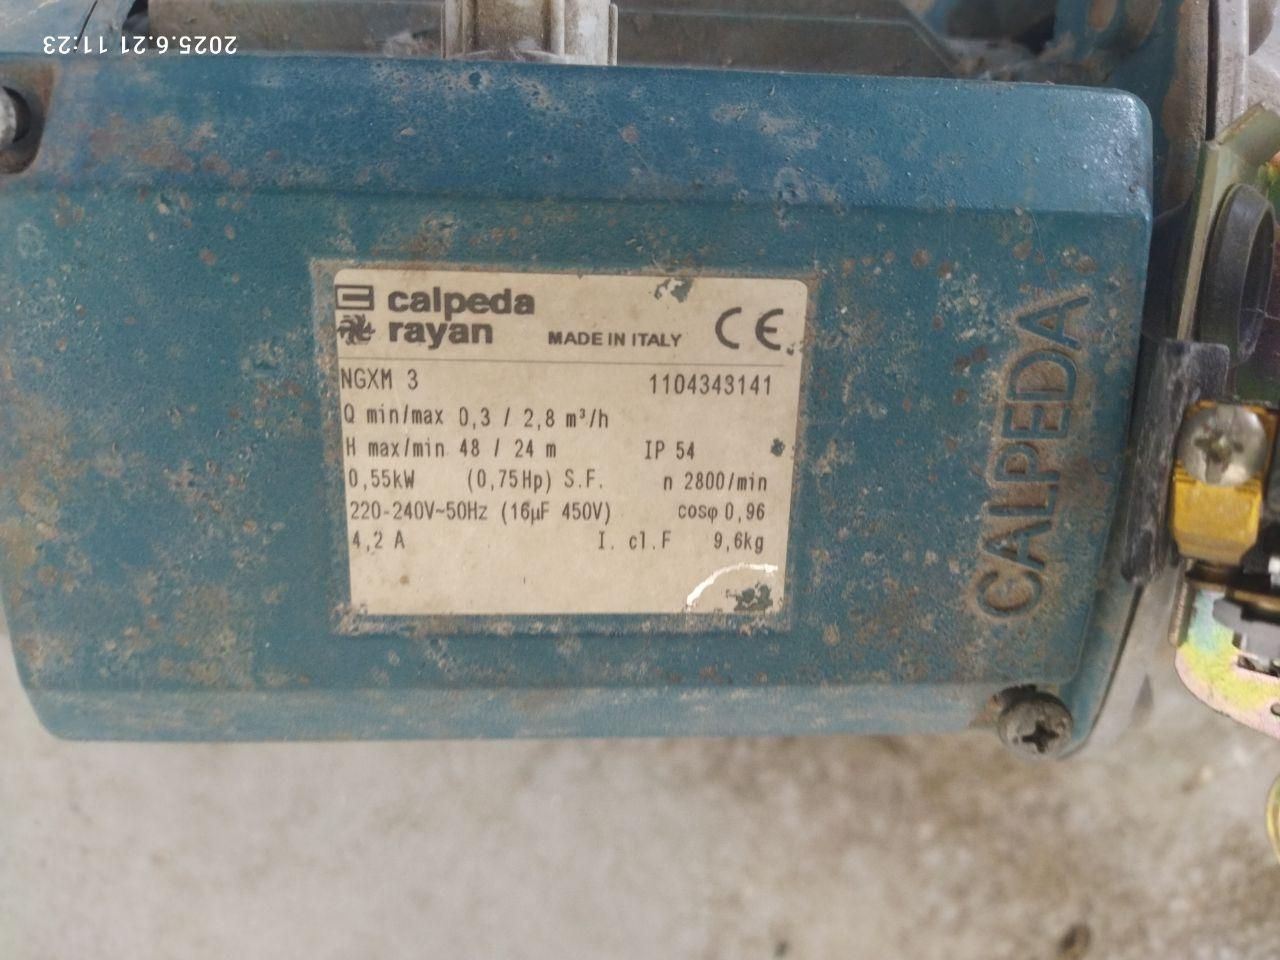 2025.6.21 11:23
calpeda
rayan
MADE IN ITALY
CE
NGXM 3 1104343141
Q min/max 0,3 / 2,8 m³/h
H max/min 48 / 24 m IP 54
0,55kW (0,75Hp) S.F. n 2800/min
220-240V~50Hz (16µF 450V) cosφ 0,96
4,2 A I. cl.F 9,6kg
CALPEDA